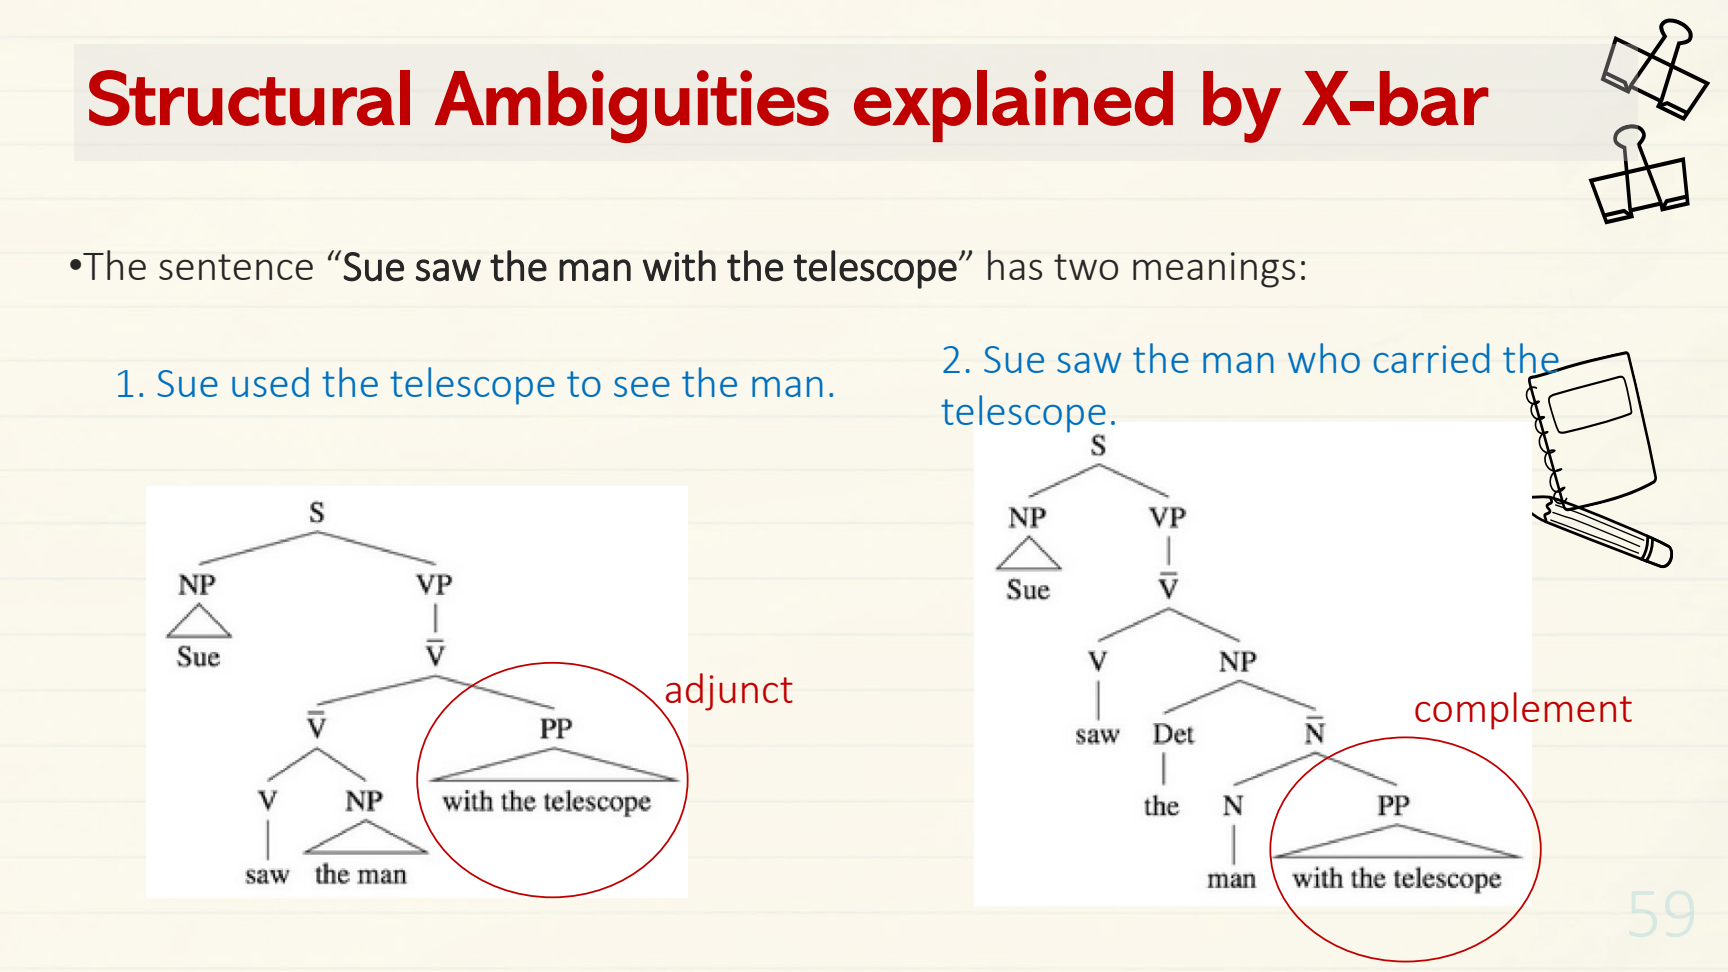 Structural Ambiguities explained by X-bar
•The sentence “Sue saw the man with the telescope” has two meanings:
1. Sue used the telescope to see the man.
S
NP VP
Sue V̅
V̅ PP
V NP with the telescope
saw the man
adjunct
2. Sue saw the man who carried the
telescope.
S
NP VP
Sue V̅
V NP
saw Det N̅
the N PP
man with the telescope
complement
59